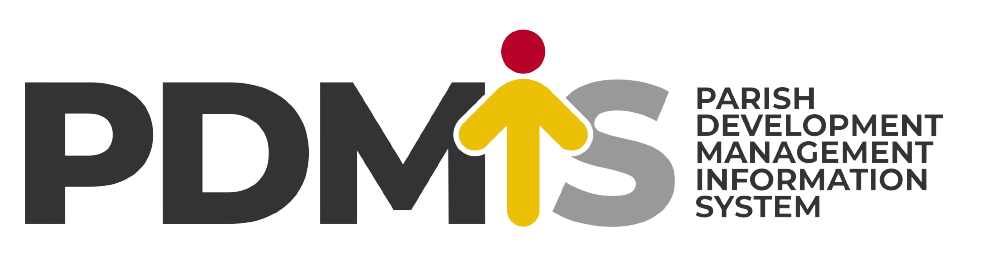 PDMiS
PARISH
DEVELOPMENT
MANAGEMENT
INFORMATION
SYSTEM